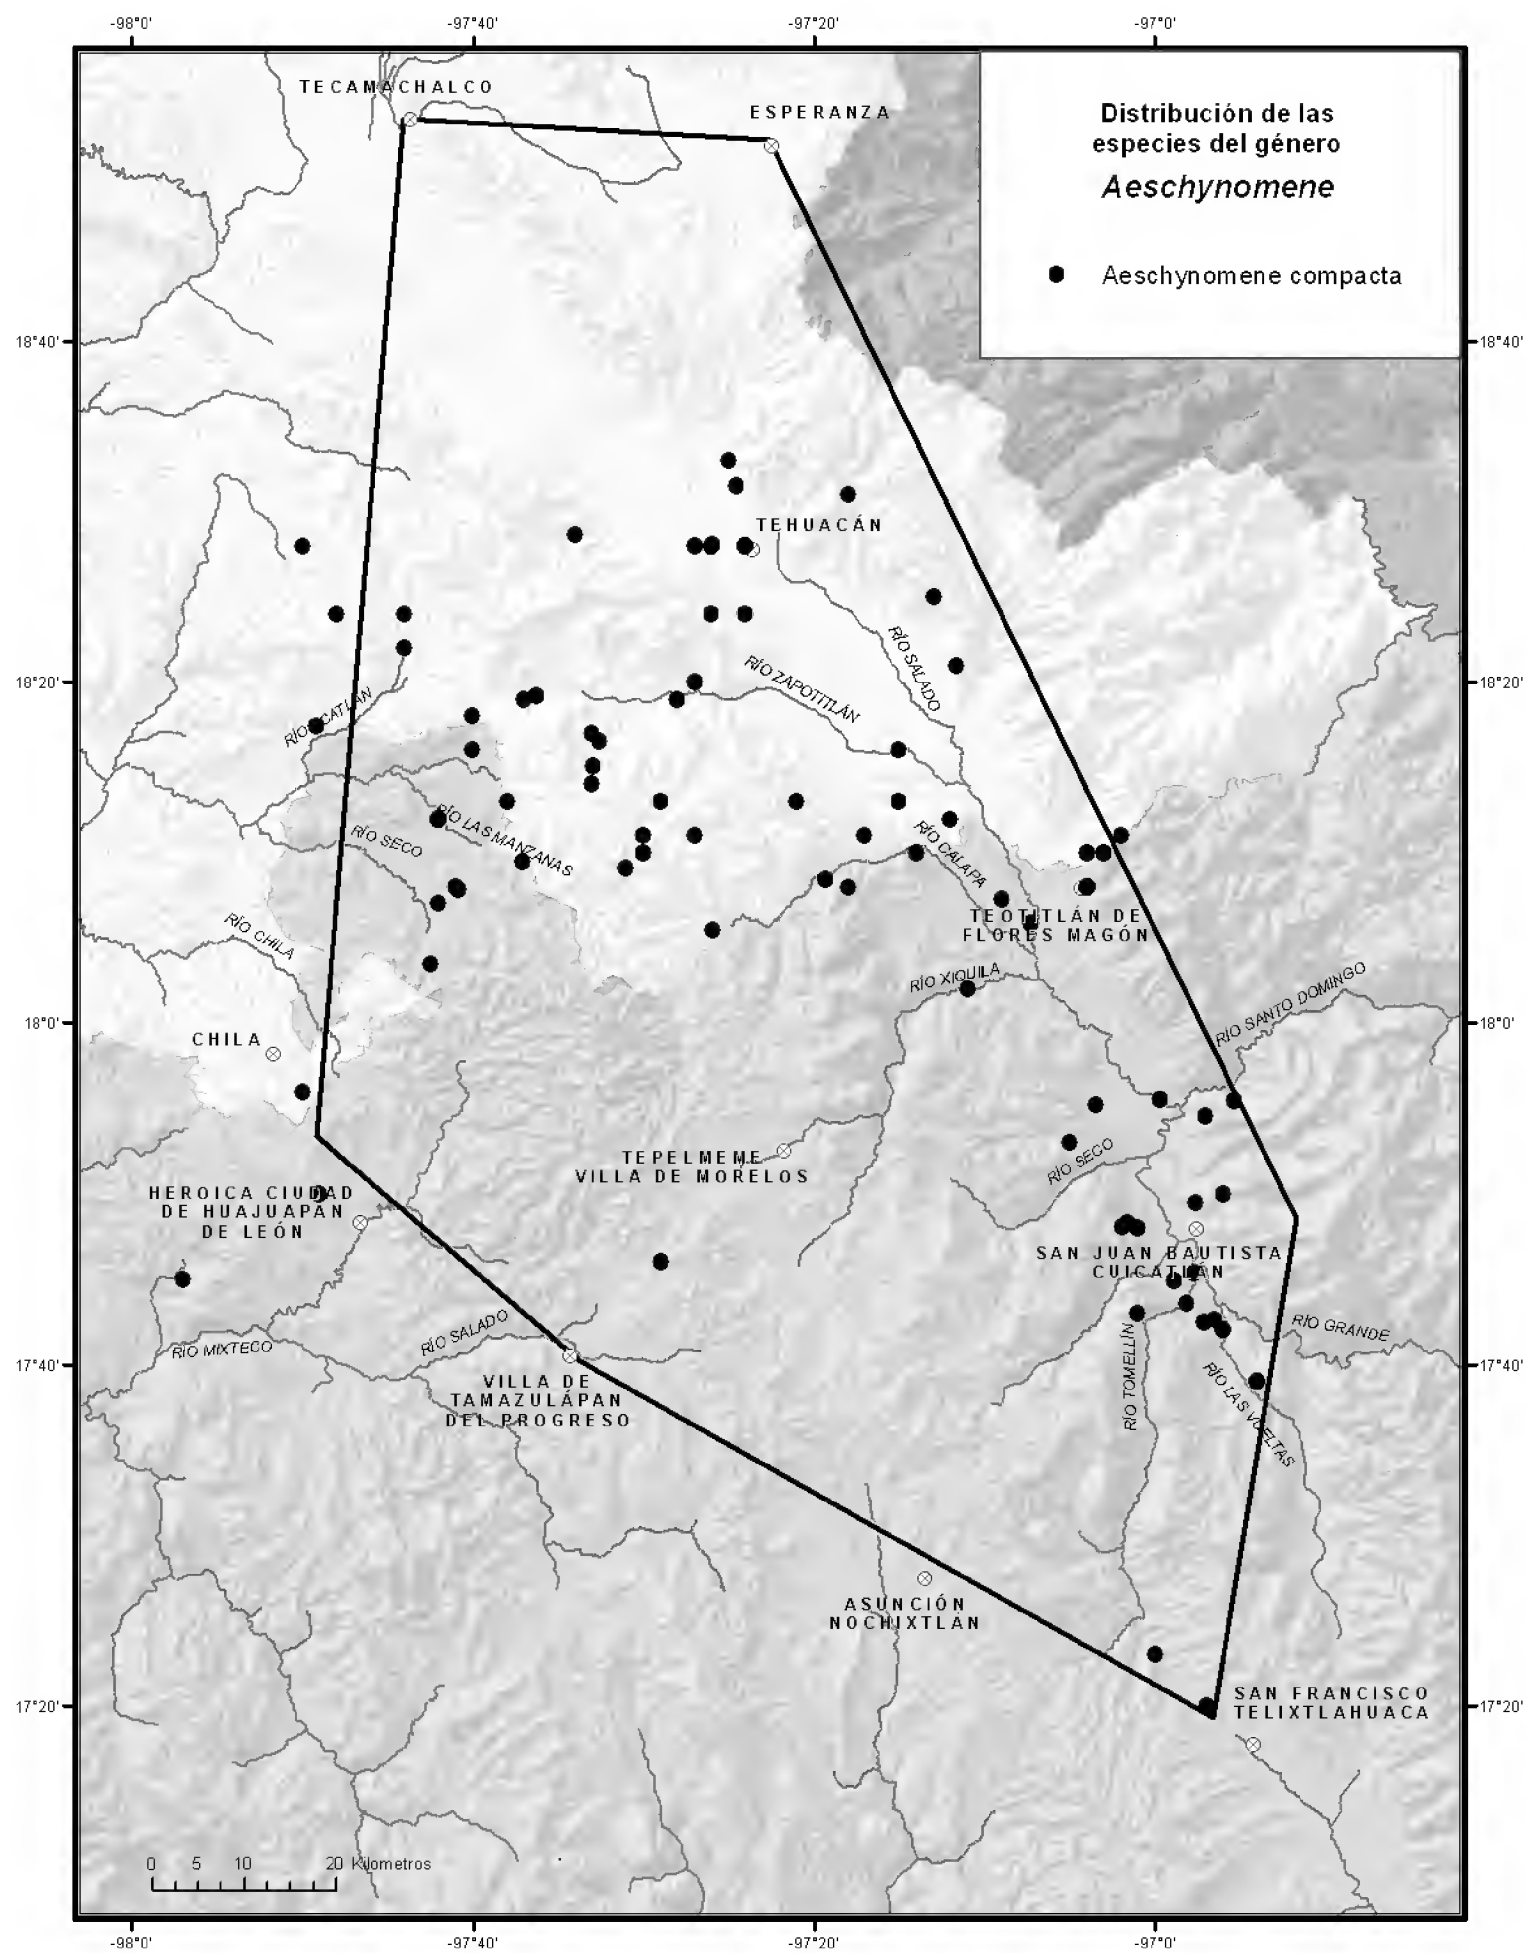 -98°0'
-97°40'
-97°20'
-97°0'
TECAMACHALCO
ESPERANZA
Distribución de las
especies del género
Aeschynomene
Aeschynomene compacta
18°40'
18°40'
TEHUACÁN
RÍO SALADO
RÍO ZAPOTITLÁN
18°20'
18°20'
RÍO ACATLÁN
RÍO LAS MANZANAS
RÍO SECO
RÍO CALAPA
TEOTITLÁN DE
FLORES MAGÓN
RÍO CHILA
RÍO XIQUILA
RÍO SANTO DOMINGO
18°0'
18°0'
CHILA
TEPELMEME
VILLA DE MORELOS
RÍO SECO
HEROICA CIUDAD
DE HUAJUAPAN
DE LEÓN
SAN JUAN BAUTISTA
CUICATLÁN
RÍO MIXTECO
RÍO SALADO
RÍO GRANDE
17°40'
17°40'
RÍO TOMELLÍN
RÍO LAS VUELTAS
VILLA DE
TAMAZULÁPAN
DEL PROGRESO
ASUNCIÓN
NOCHIXTLÁN
17°20'
17°20'
SAN FRANCISCO
TELIXTLAHUACA
0 5 10 20 Kilometros
-98°0'
-97°40'
-97°20'
-97°0'